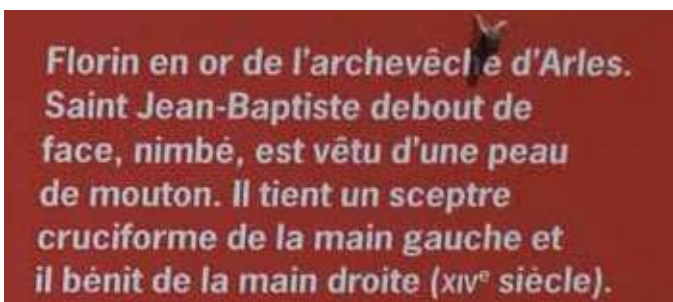 Florin en or de l'archevêché d'Arles.
Saint Jean-Baptiste debout de
face, nimbé, est vêtu d'une peau
de mouton. Il tient un sceptre
cruciforme de la main gauche et
il bénit de la main droite (XIVᵉ siècle).